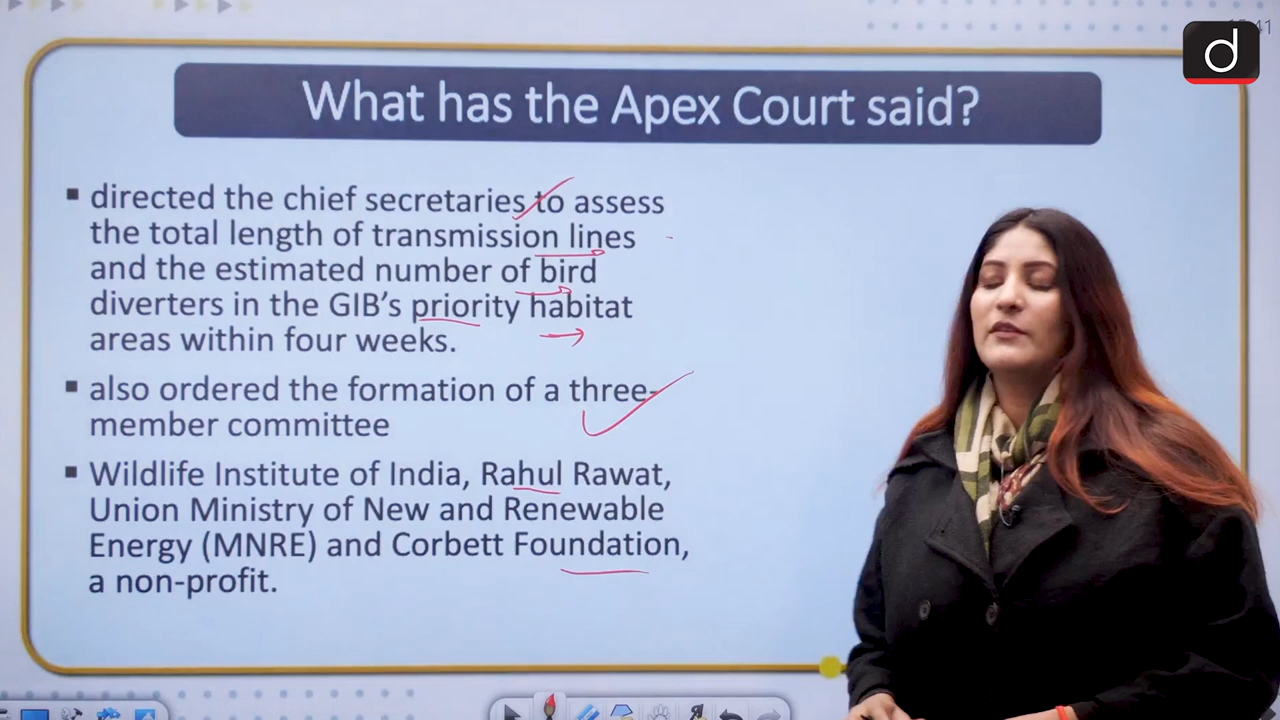 What has the Apex Court said?
directed the chief secretaries to assess
the total length of transmission lines
and the estimated number of bird
diverters in the GIB's priority habitat
areas within four weeks.
also ordered the formation of a three-
member committee
Wildlife Institute of India, Rahul Rawat,
Union Ministry of New and Renewable
Energy (MNRE) and Corbett Foundation,
a non-profit.
d